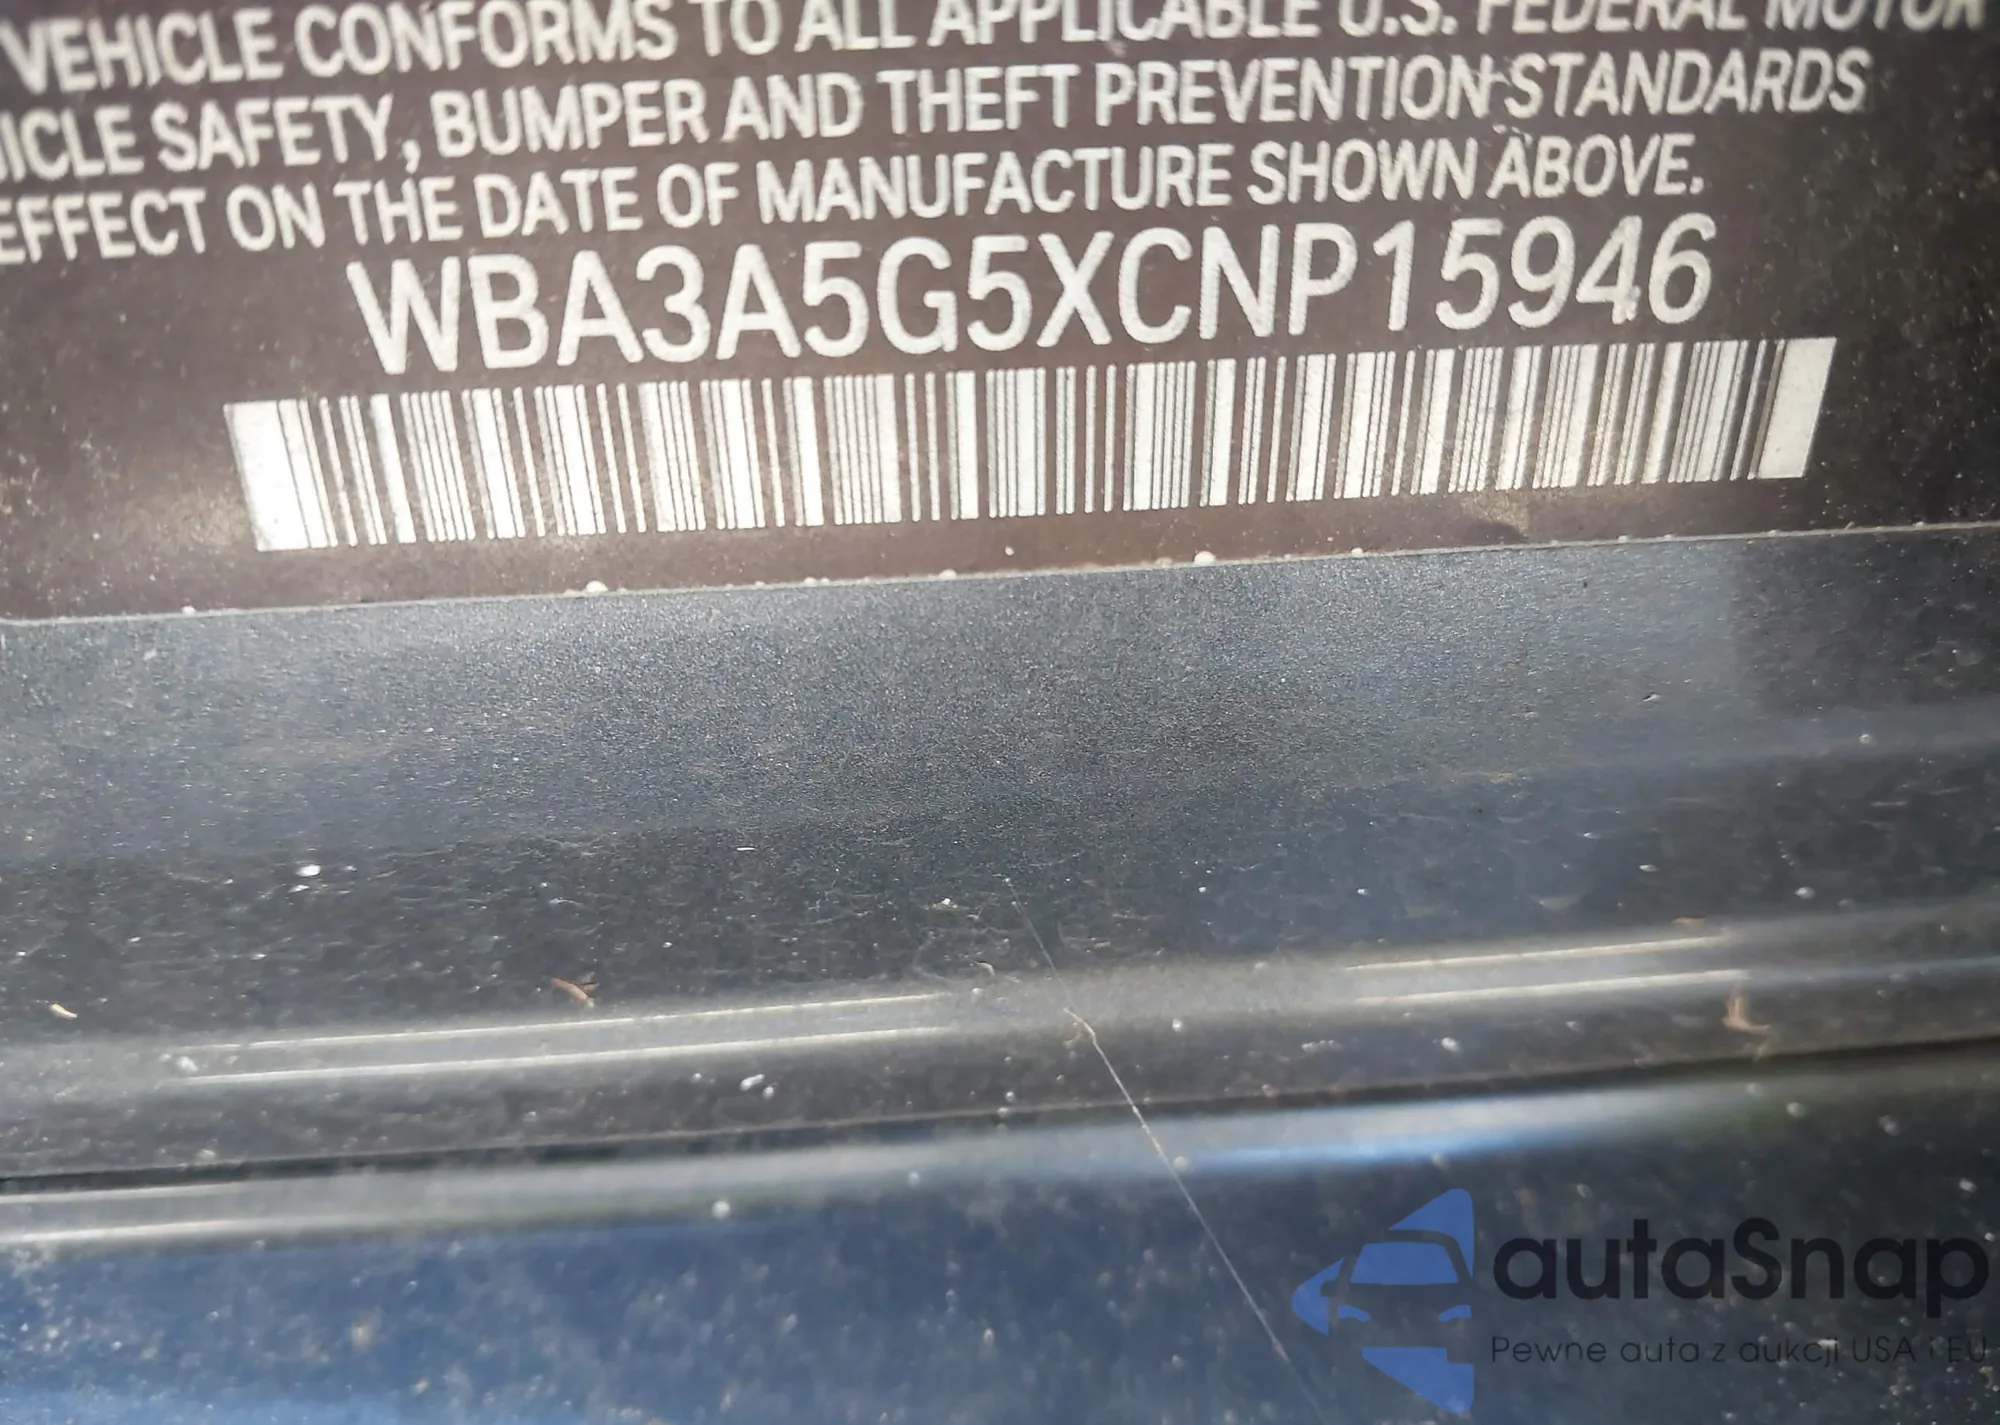 VEHICLE CONFORMS TO ALL APPLICABLE U.S. FEDERAL MOTOR
ICLE SAFETY, BUMPER AND THEFT PREVENTION STANDARDS
EFFECT ON THE DATE OF MANUFACTURE SHOWN ABOVE.
WBA3A5G5XCNP15946
autaSnap
Pewne auta z aukcji USA i EU